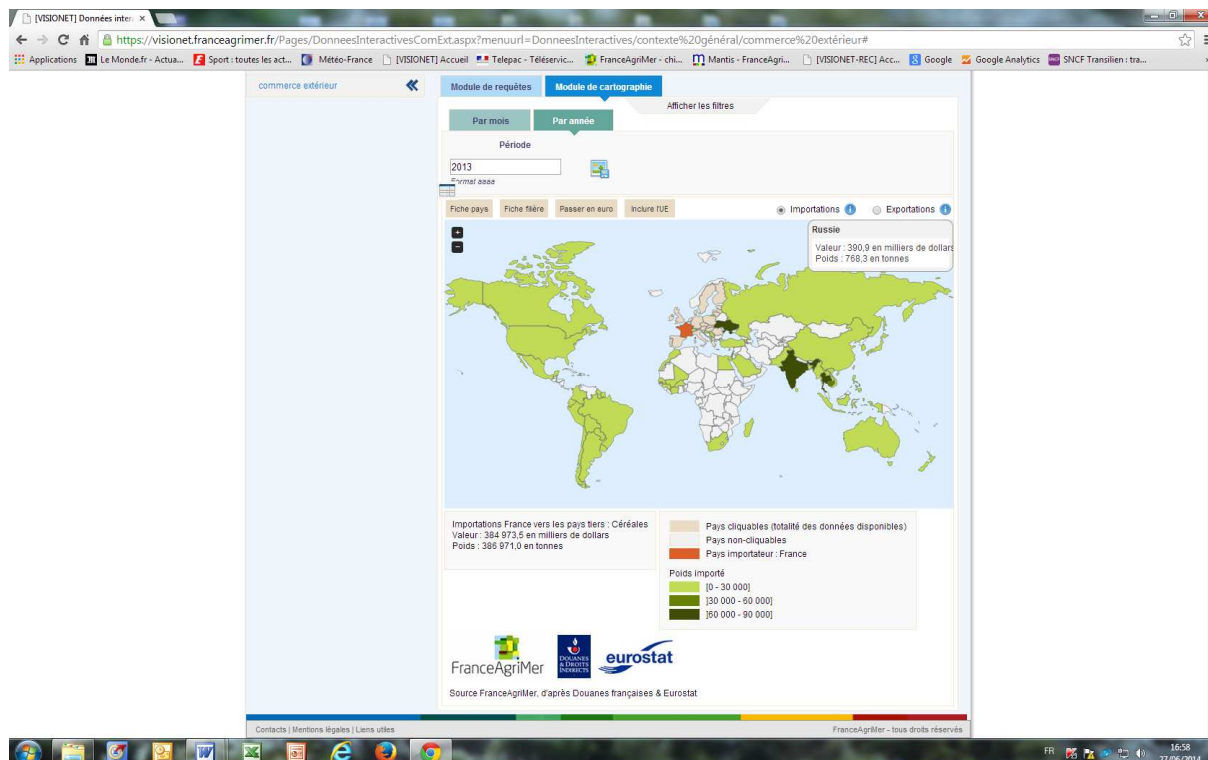 [VISIONET] Données inter
https://visionet.franceagrimer.fr/Pages/DonneesInteractivesComExt.aspx?menuurl=DonneesInteractives/contexte%20général/commerce%20extérieur#
Applications Le Monde.fr - Actua... Sport : toutes les act... Météo-France [VISIONET] Accueil Telepac - Téléservic... FranceAgriMer - chi... Mantis - FranceAgri... [VISIONET-REC] Acc... Google Google Analytics SNCF Transilien : tra...
commerce extérieur
Module de requêtes Module de cartographie
Afficher les filtres
Par mois Par année
Période
2013
Format aaaa
Fiche pays Fiche filière Passer en euro Inclure l'UE Importations Exportations
Russie
Valeur : 390,9 en milliers de dollars
Poids : 768,3 en tonnes
Importations France vers les pays tiers : Céréales
Valeur : 384 973,5 en milliers de dollars
Poids : 386 971,0 en tonnes
Pays cliquables (totalité des données disponibles)
Pays non-cliquables
Pays importateur : France
Poids importé
[0 - 30 000]
]30 000 - 60 000]
]60 000 - 90 000]
FranceAgriMer
DOUANES
& DROITS
INDIRECTS
eurostat
Source FranceAgriMer, d'après Douanes françaises & Eurostat
Contacts | Mentions légales | Liens utiles FranceAgriMer - tous droits réservés
FR 16:58
27/06/2014